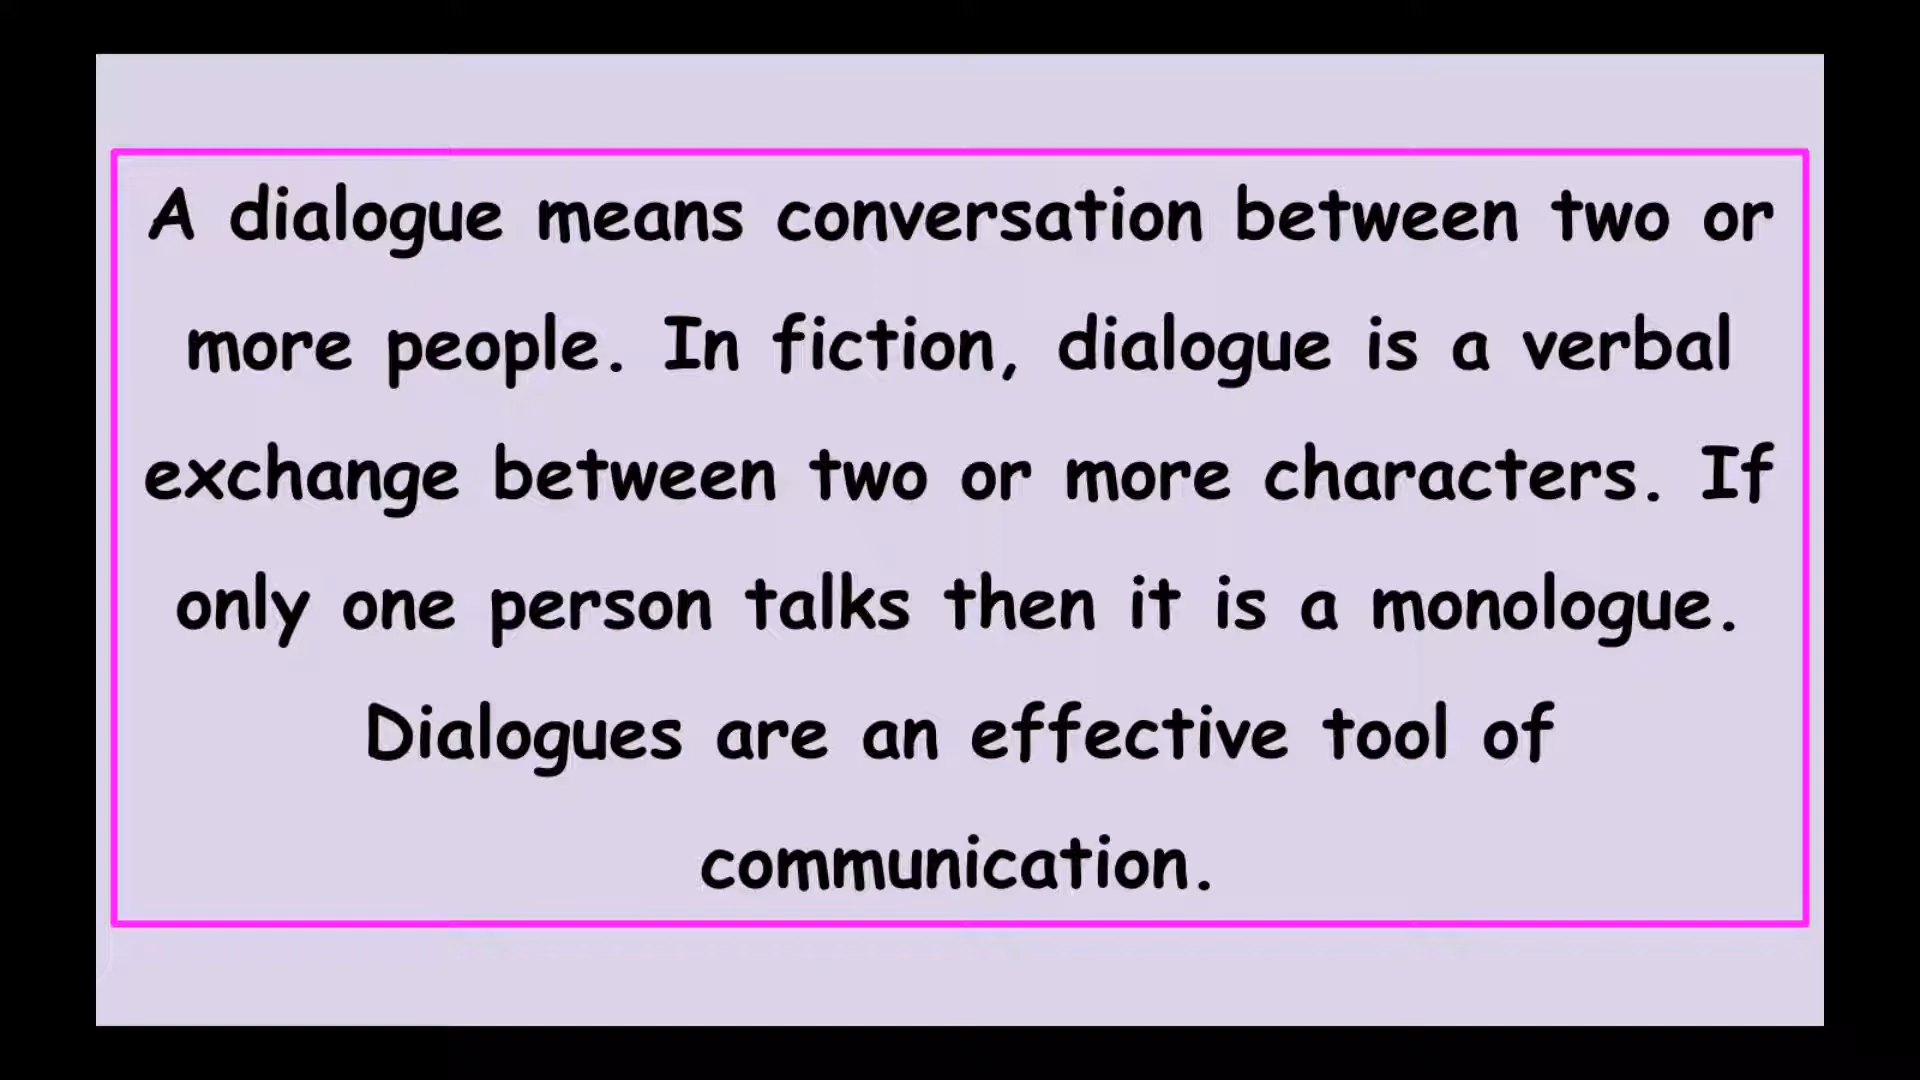 A dialogue means conversation between two or
more people. In fiction, dialogue is a verbal
exchange between two or more characters. If
only one person talks then it is a monologue.
Dialogues are an effective tool of
communication.